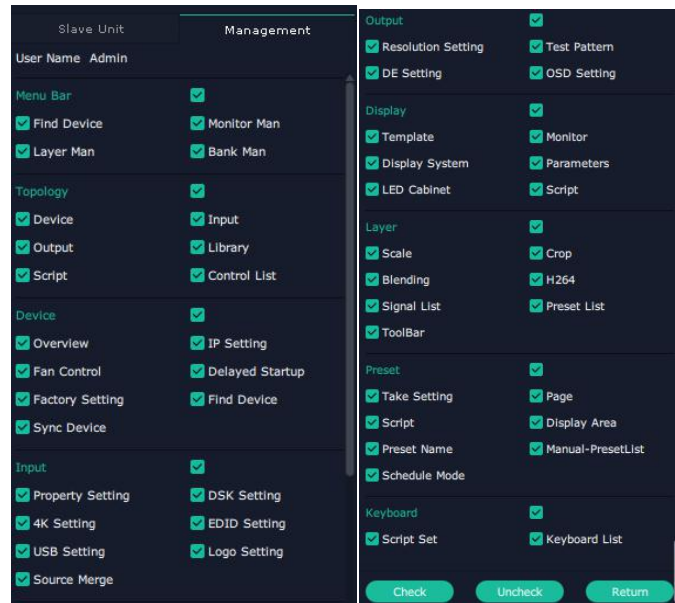 Slave Unit Management
User Name Admin
Menu Bar
Find Device Monitor Man
Layer Man Bank Man
Topology
Device Input
Output Library
Script Control List
Device
Overview IP Setting
Fan Control Delayed Startup
Factory Setting Find Device
Sync Device
Input
Property Setting DSK Setting
4K Setting EDID Setting
USB Setting Logo Setting
Source Merge
Output
Resolution Setting Test Pattern
DE Setting OSD Setting
Display
Template Monitor
Display System Parameters
LED Cabinet Script
Layer
Scale Crop
Blending H264
Signal List Preset List
ToolBar
Preset
Take Setting Page
Script Display Area
Preset Name Manual-PresetList
Schedule Mode
Keyboard
Script Set Keyboard List
Check Uncheck Return